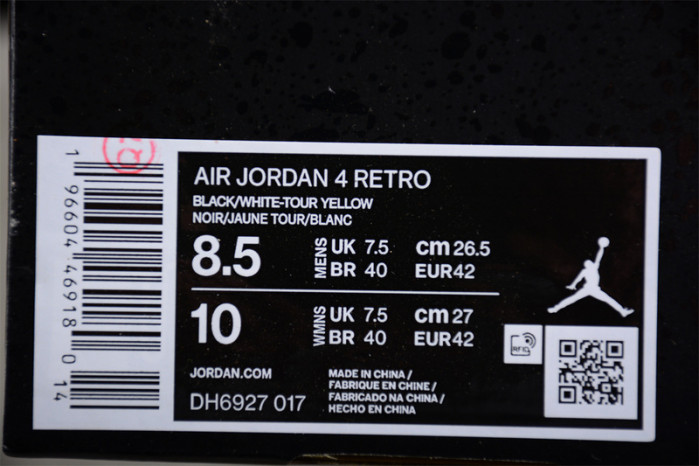 AIR JORDAN 4 RETRO
BLACK/WHITE-TOUR YELLOW
NOIR/JAUNE TOUR/BLANC
8.5 MENS UK 7.5 cm 26.5
BR 40 EUR42
10 WMNS UK 7.5 cm 27
BR 40 EUR42
RFID
JORDAN.COM
DH6927 017
MADE IN CHINA /
FABRIQUE EN CHINE /
FABRICADO NA CHINA /
HECHO EN CHINA
1 96604 46918 0 14